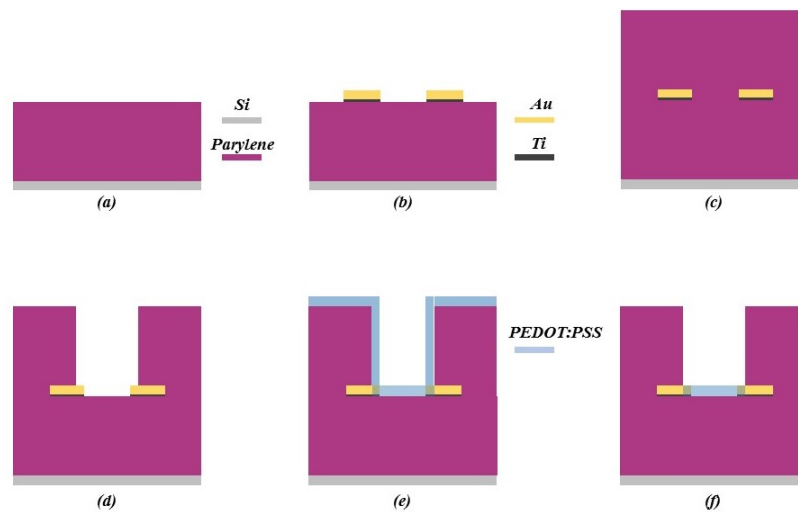 Si
Parylene
Au
Ti
(a)
(b)
(c)
PEDOT:PSS
(d)
(e)
(f)